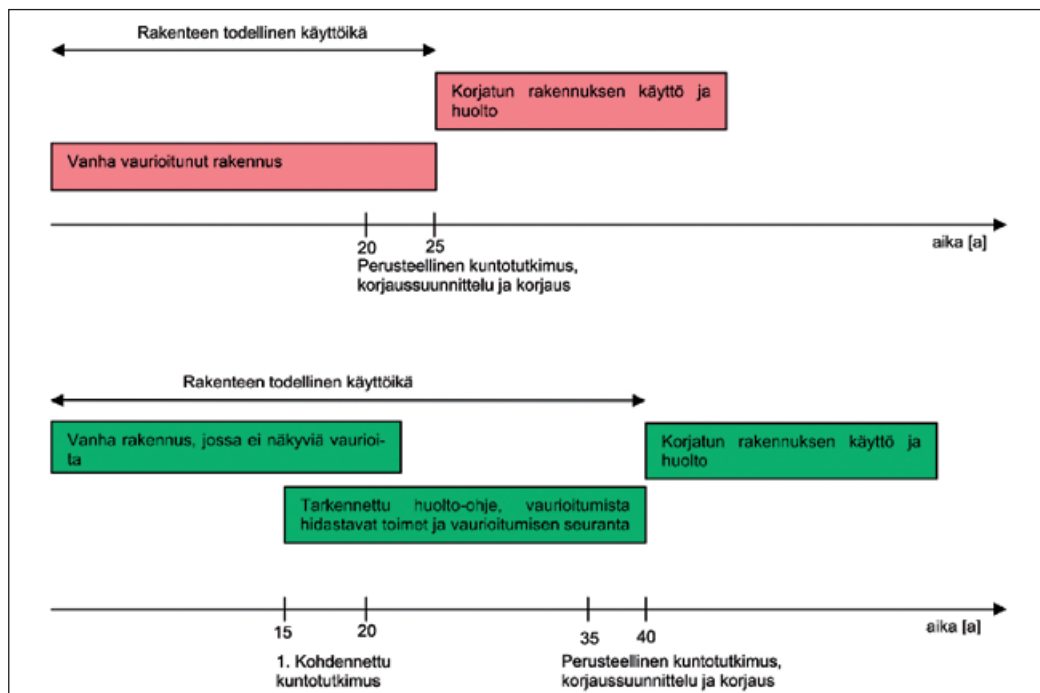 Rakenteen todellinen käyttöikä
Korjatun rakennuksen käyttö ja
huolto
Vanha vaurioitunut rakennus
20
25
aika [a]
Perusteellinen kuntotutkimus,
korjaussuunnittelu ja korjaus
Rakenteen todellinen käyttöikä
Vanha rakennus, jossa ei näkyviä vaurioi-
ta
Korjatun rakennuksen käyttö ja
huolto
Tarkennettu huolto-ohje, vaurioitumista
hidastavat toimet ja vaurioitumisen seuranta
15
20
35
40
aika [a]
1. Kohdennettu
kuntotutkimus
Perusteellinen kuntotutkimus,
korjaussuunnittelu ja korjaus